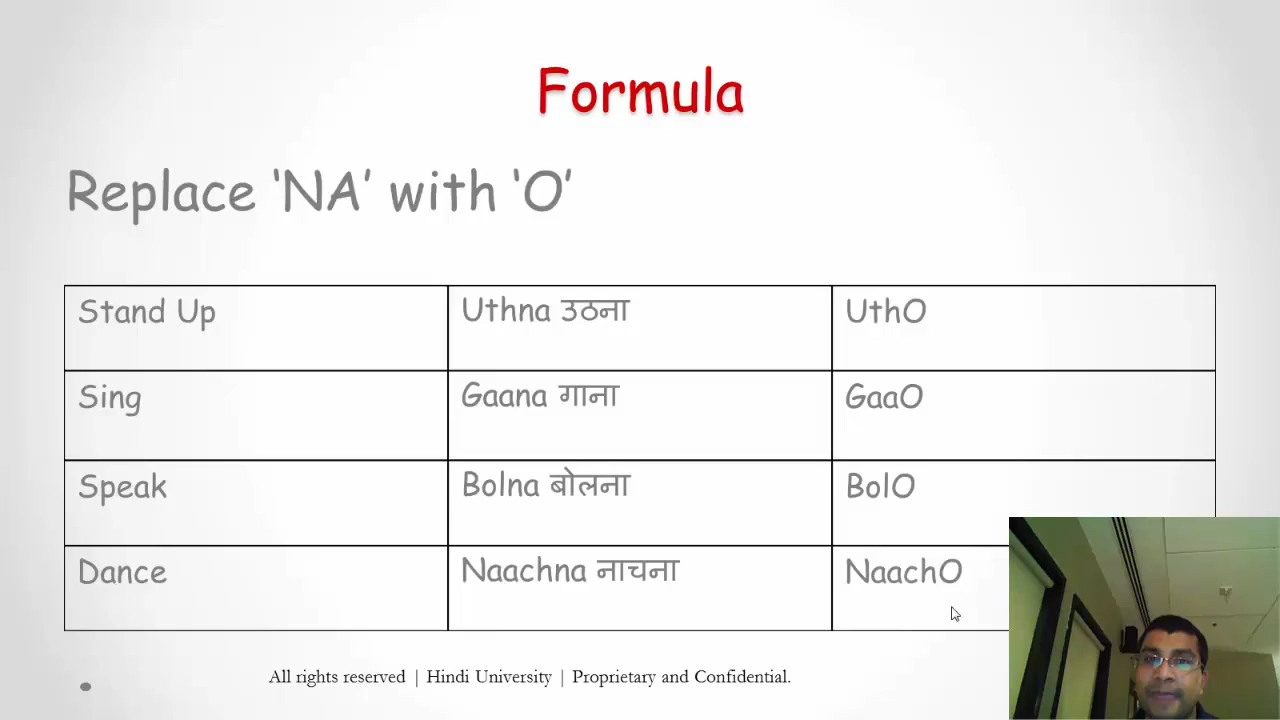 Formula
Replace ‘NA’ with ‘O’
Stand Up Uthna उठना UthO
Sing Gaana गाना GaaO
Speak Bolna बोलना BolO
Dance Naachna नाचना NaachO
All rights reserved | Hindi University | Proprietary and Confidential.